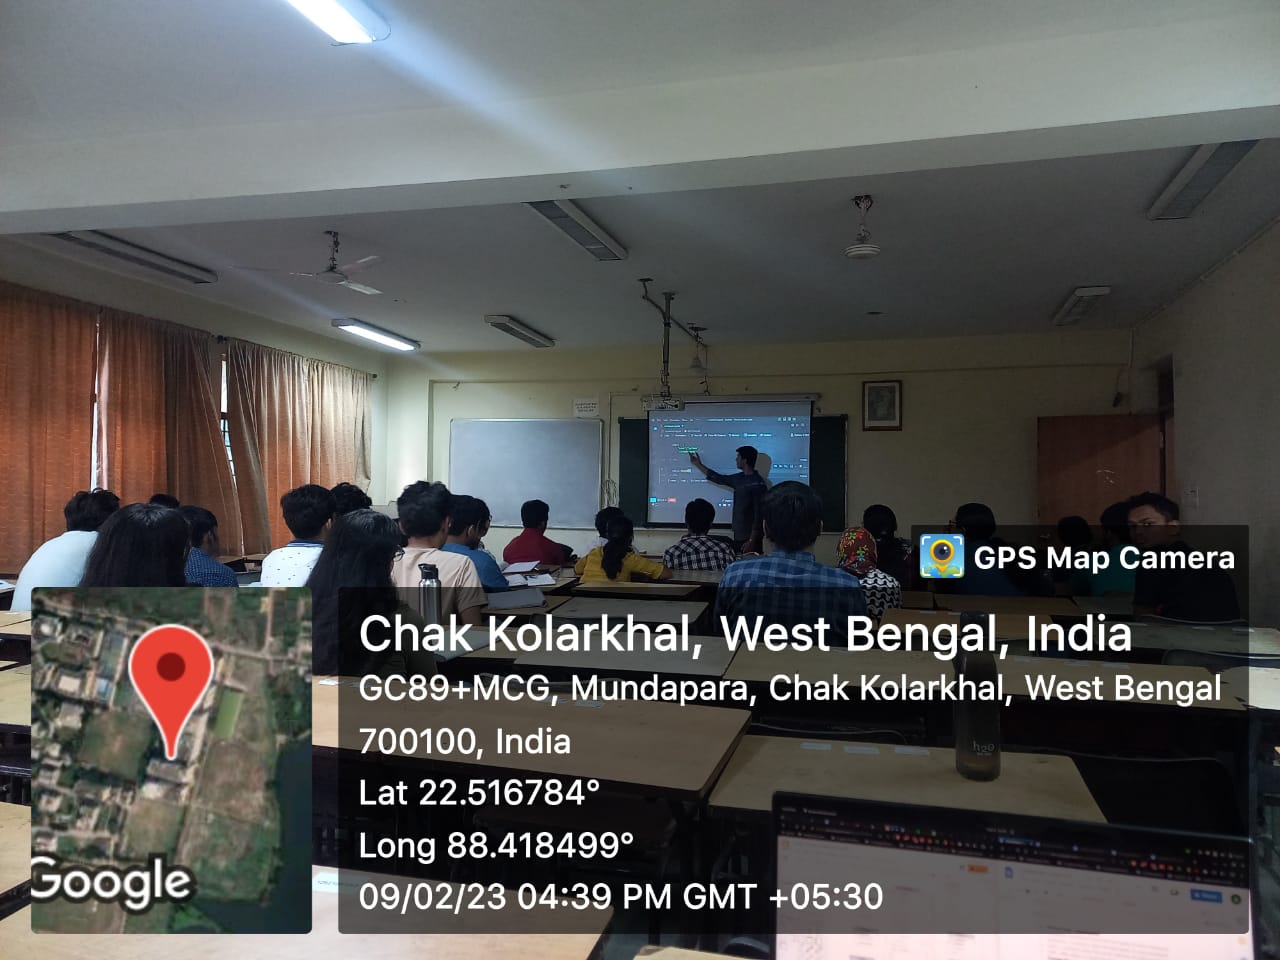 GPS Map Camera
Chak Kolarkhal, West Bengal, India
GC89+MCG, Mundapara, Chak Kolarkhal, West Bengal
700100, India
Lat 22.516784°
Long 88.418499°
09/02/23 04:39 PM GMT +05:30
Google
h2o